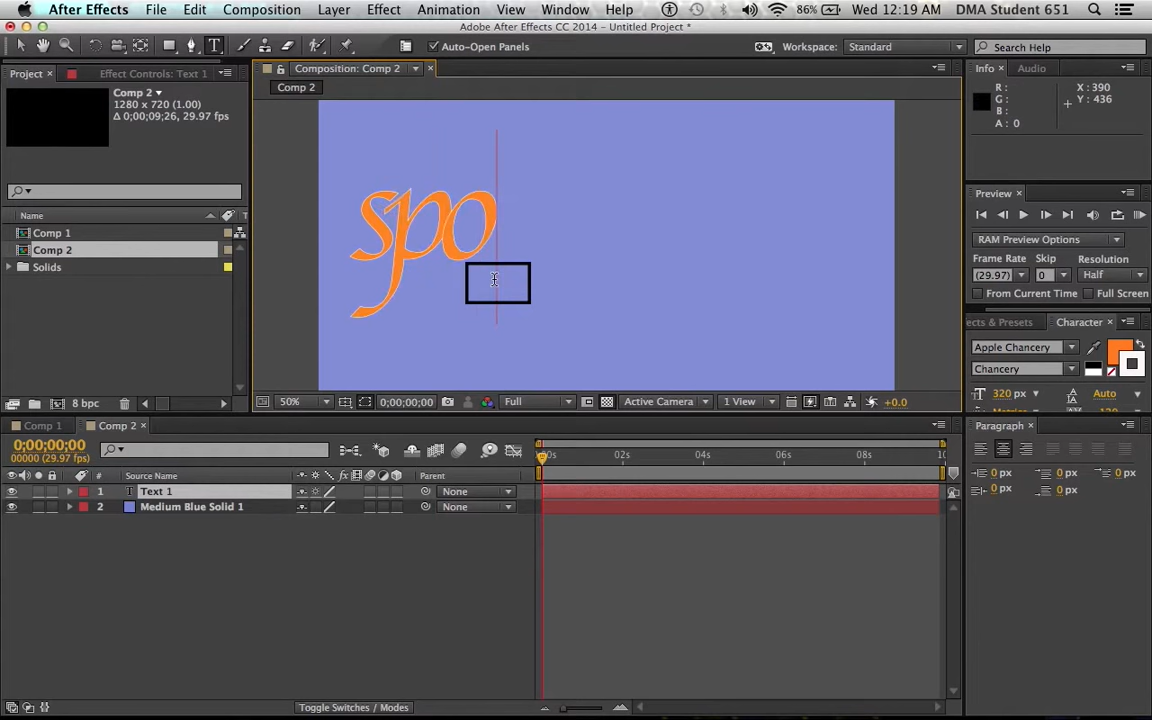 After Effects File Edit Composition Layer Effect Animation View Window Help 86% Wed 12:19 AM DMA Student 651
Adobe After Effects CC 2014 - Untitled Project *
T Auto-Open Panels Workspace: Standard Search Help
Project Effect Controls: Text 1 Composition: Comp 2 Info Audio
Comp 2
1280 x 720 (1.00)
Δ 0;00;09;26, 29.97 fps
Comp 2
R:
G:
B:
A: 0
X: 390
Y: 436
Name
Comp 1
Comp 2
Solids
spo
Preview
RAM Preview Options
Frame Rate Skip Resolution
(29.97) 0 Half
From Current Time Full Screen
Effects & Presets Character
Apple Chancery
Chancery
320 px Auto
8 bpc 50% 0;00;00;00 Full Active Camera 1 View +0.0
Comp 1 Comp 2
0;00;00;00
00000 (29.97 fps)
Source Name Parent
1 T Text 1 None
2 Medium Blue Solid 1 None
02s 04s 06s 08s 10
Paragraph
0 px 0 px 0 px
0 px 0 px
Toggle Switches / Modes